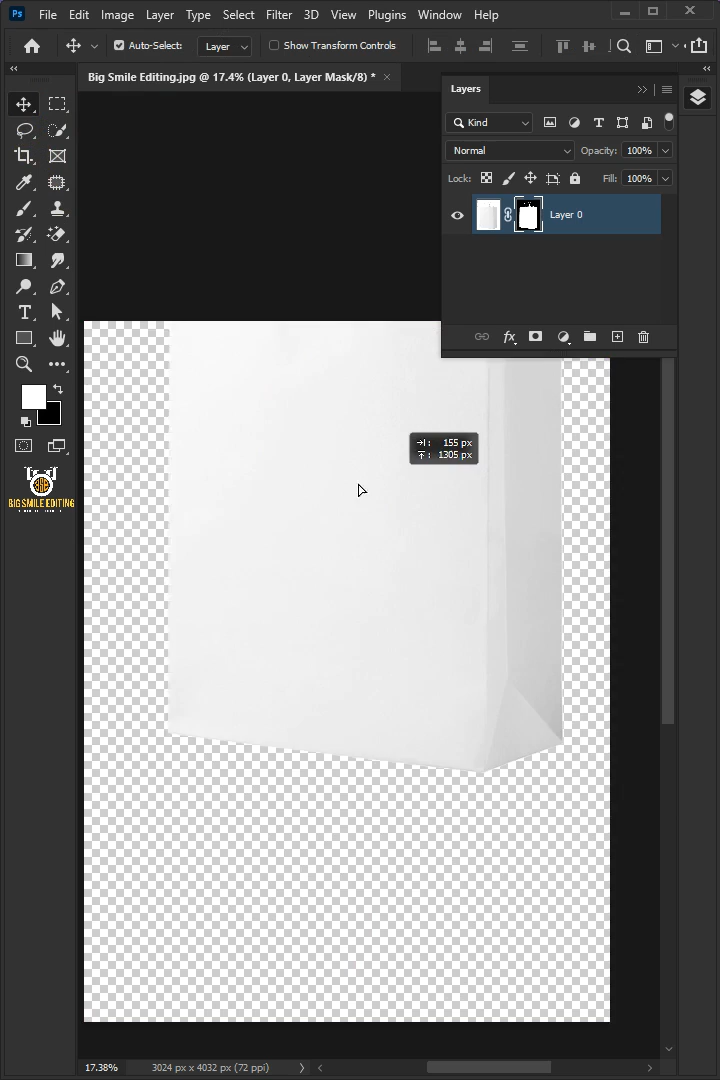 Ps File Edit Image Layer Type Select Filter 3D View Plugins Window Help
Auto-Select: Layer Show Transform Controls
Big Smile Editing.jpg @ 17.4% (Layer 0, Layer Mask/8) *
Layers
Kind
Normal Opacity: 100%
Lock: Fill: 100%
Layer 0
fx
155 px
1305 px
BIG SMILE EDITING
17.38% 3024 px x 4032 px (72 ppi)